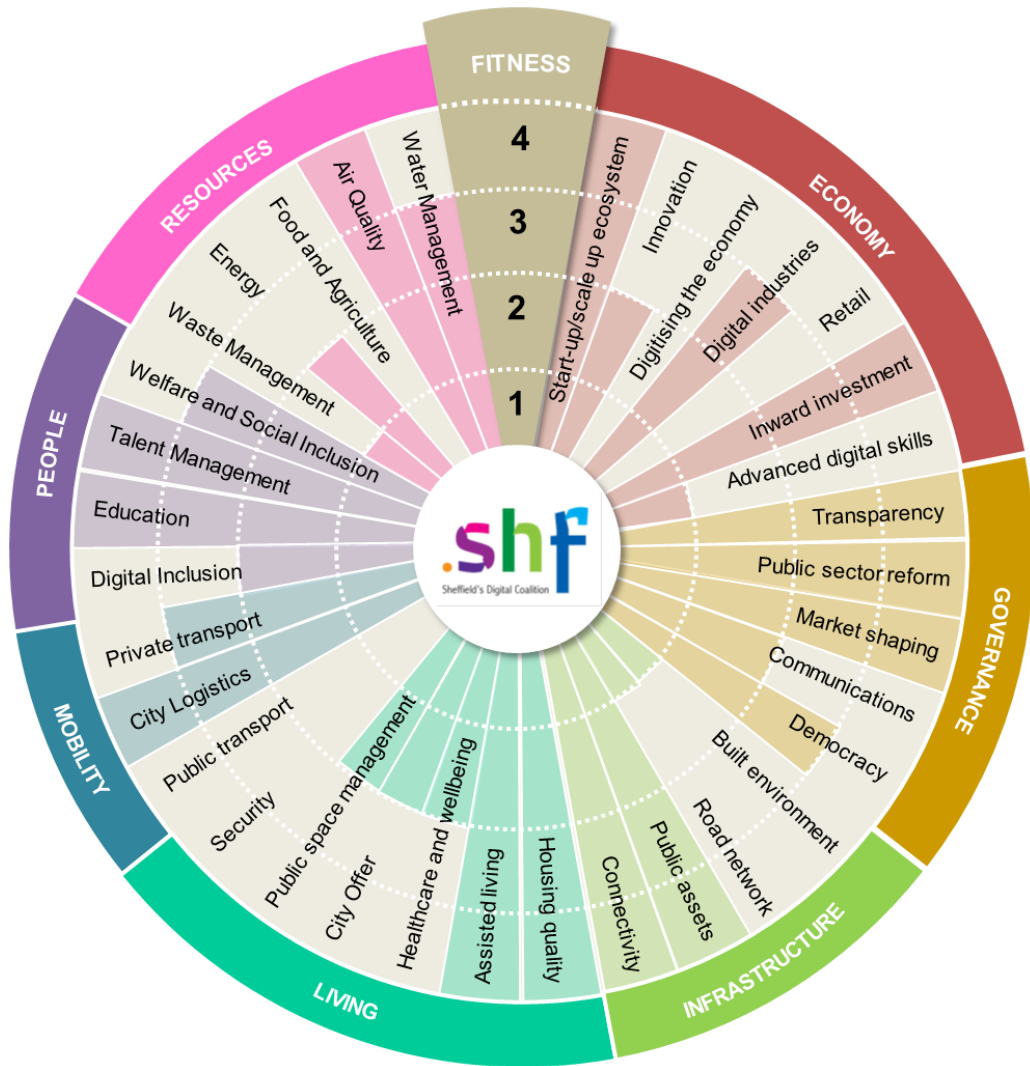 FITNESS
4
3
2
1
ECONOMY
Start-up/scale up ecosystem
Innovation
Digitising the economy
Digital industries
Retail
Inward investment
Advanced digital skills
GOVERNANCE
Transparency
Public sector reform
Market shaping
Communications
Democracy
INFRASTRUCTURE
Built environment
Road network
Public assets
Connectivity
LIVING
Housing quality
Assisted living
Healthcare and wellbeing
City Offer
Public space management
Security
MOBILITY
Public transport
City Logistics
Private transport
PEOPLE
Digital Inclusion
Education
Talent Management
Welfare and Social Inclusion
RESOURCES
Waste Management
Energy
Food and Agriculture
Air Quality
Water Management
.shf
Sheffield's Digital Coalition